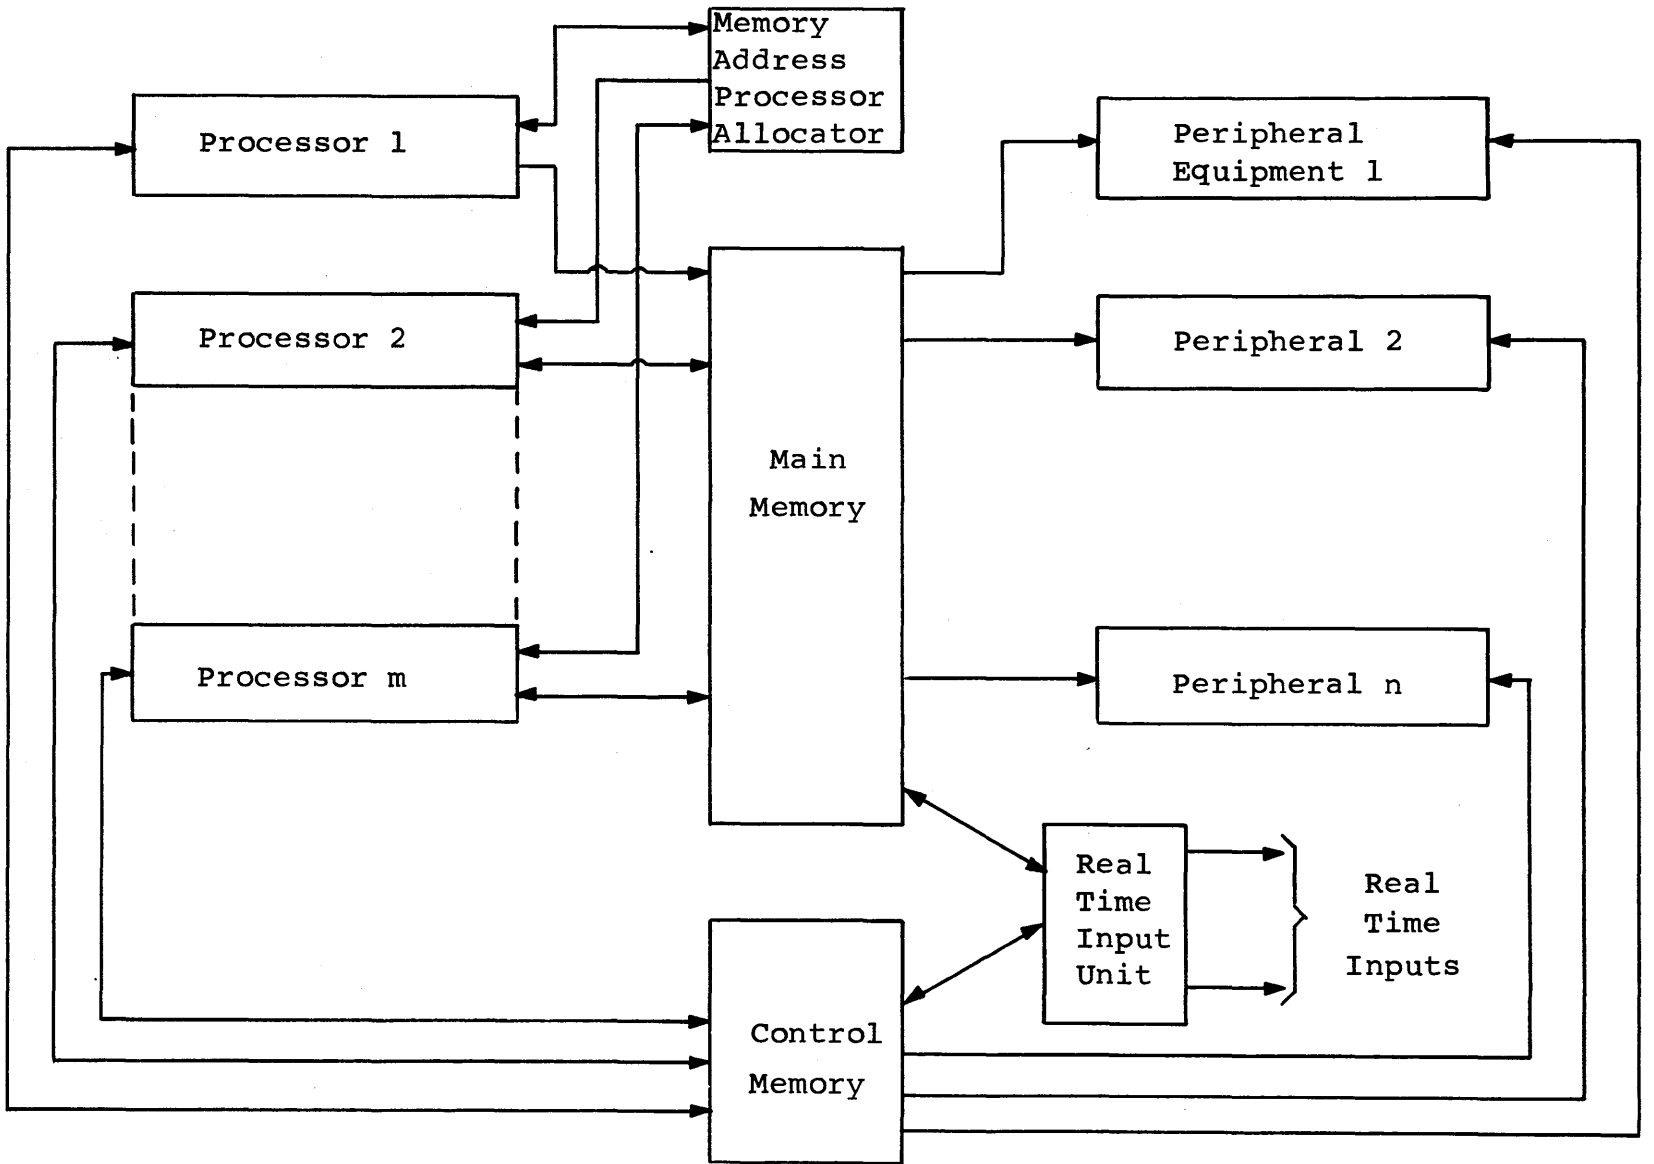 Memory
Address
Processor
Allocator
Processor 1
Peripheral
Equipment 1
Processor 2
Peripheral 2
Main
Memory
Processor m
Peripheral n
Real
Time
Input
Unit
Real
Time
Inputs
Control
Memory